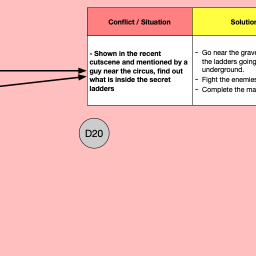 Conflict / Situation
- Shown in the recent
cutscene and mentioned by a
guy near the circus, find out
what is inside the secret
ladders
Solution
- Go near the grave
the ladders going
underground.
- Fight the enemies
- Complete the ma
D20